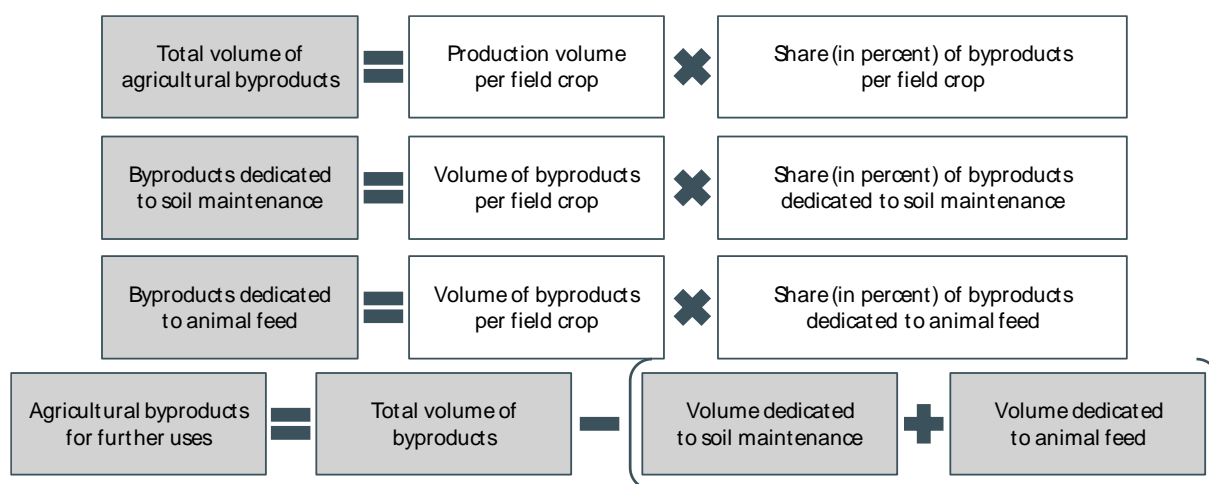 Total volume of
agricultural byproducts
Production volume
per field crop
Share (in percent) of byproducts
per field crop
Byproducts dedicated
to soil maintenance
Volume of byproducts
per field crop
Share (in percent) of byproducts
dedicated to soil maintenance
Byproducts dedicated
to animal feed
Volume of byproducts
per field crop
Share (in percent) of byproducts
dedicated to animal feed
Agricultural byproducts
for further uses
Total volume of
byproducts
Volume dedicated
to soil maintenance
Volume dedicated
to animal feed